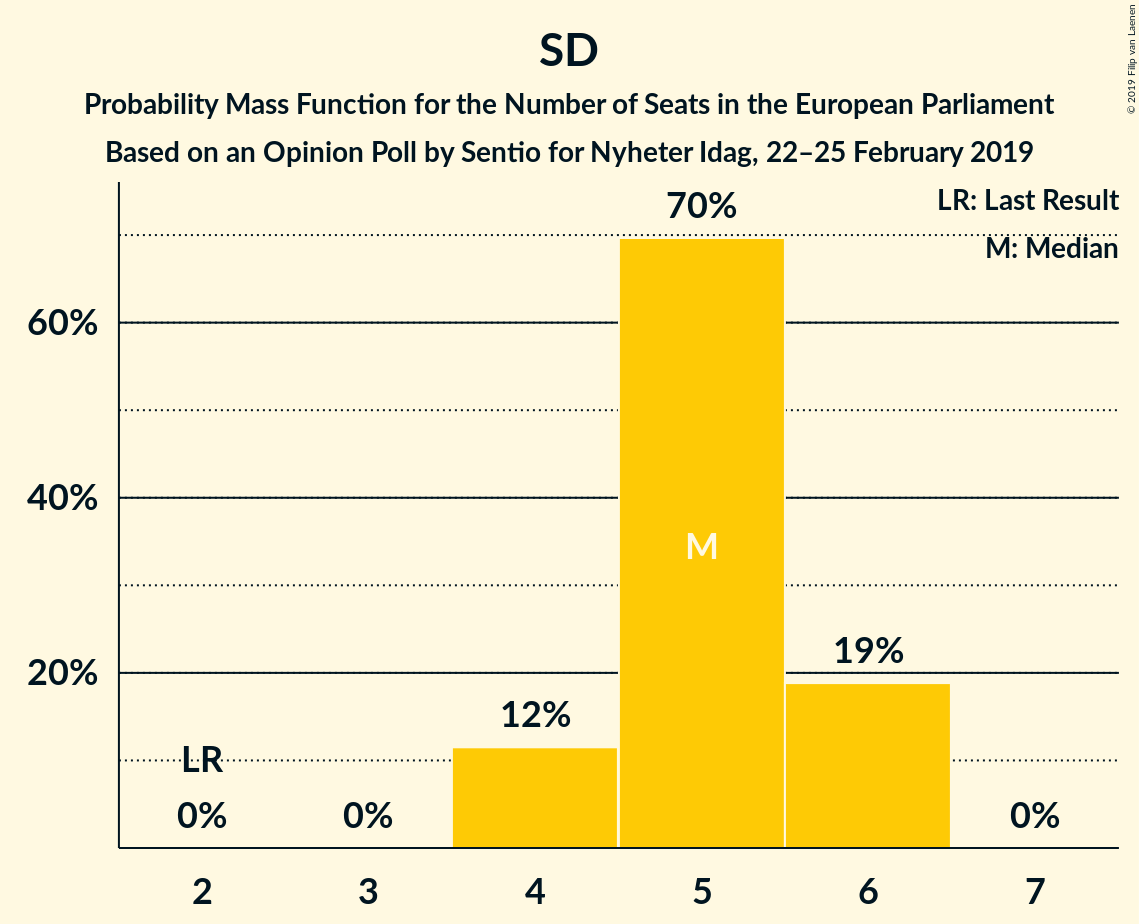 SD
Probability Mass Function for the Number of Seats in the European Parliament
Based on an Opinion Poll by Sentio for Nyheter Idag, 22–25 February 2019
© 2019 Filip van Laenen
LR: Last Result
M: Median
70%
60%
40%
M
19%
20%
12%
LR
0%
0%
0%
2
3
4
5
6
7